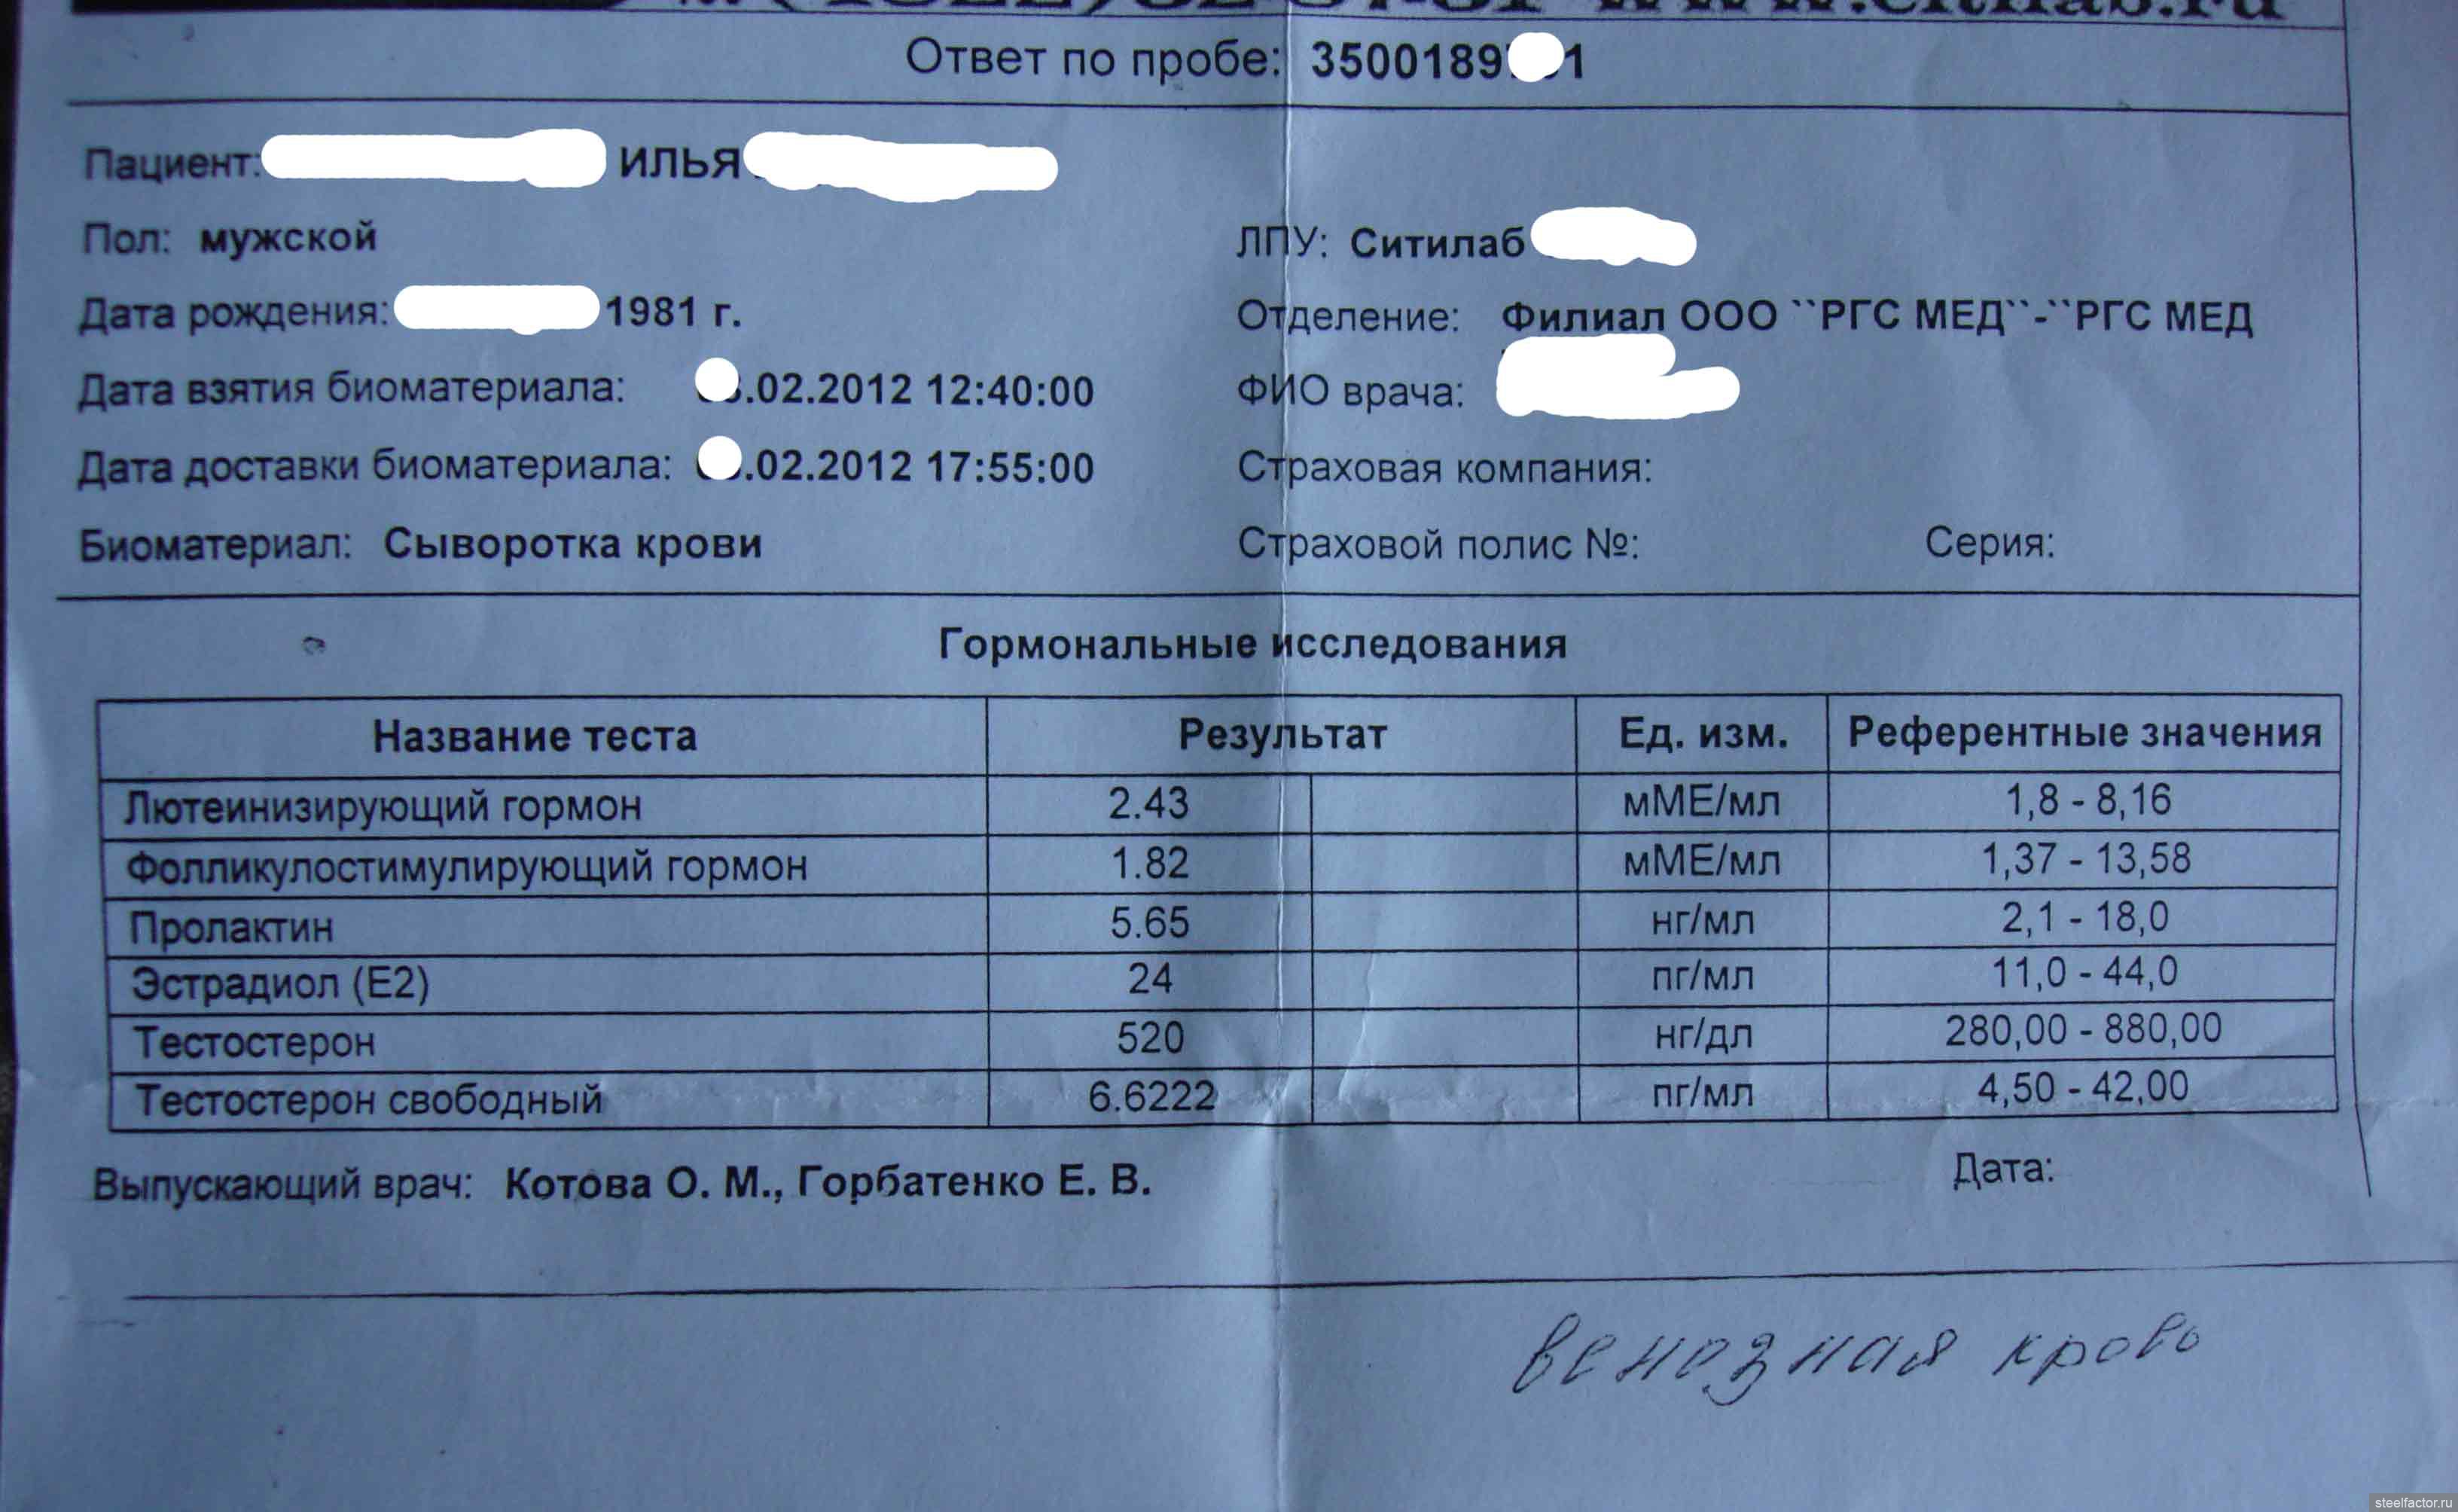 www.citilab.ru
Ответ по пробе: 3500189 1
Пациент: ИЛЬЯ
Пол: мужской
ЛПУ: Ситилаб
Дата рождения: 1981 г.
Отделение: Филиал ООО ``РГС МЕД``-``РГС МЕД
Дата взятия биоматериала: .02.2012 12:40:00
ФИО врача:
Дата доставки биоматериала: .02.2012 17:55:00
Страховая компания:
Биоматериал: Сыворотка крови
Страховой полис №: Серия:
Гормональные исследования
Название теста Результат Ед. изм. Референтные значения
Лютеинизирующий гормон 2.43 мМЕ/мл 1,8 - 8,16
Фолликулостимулирующий гормон 1.82 мМЕ/мл 1,37 - 13,58
Пролактин 5.65 нг/мл 2,1 - 18,0
Эстрадиол (Е2) 24 пг/мл 11,0 - 44,0
Тестостерон 520 нг/дл 280,00 - 880,00
Тестостерон свободный 6.6222 пг/мл 4,50 - 42,00
Выпускающий врач: Котова О. М., Горбатенко Е. В. Дата:
венозная кровь
steelfactor.ru